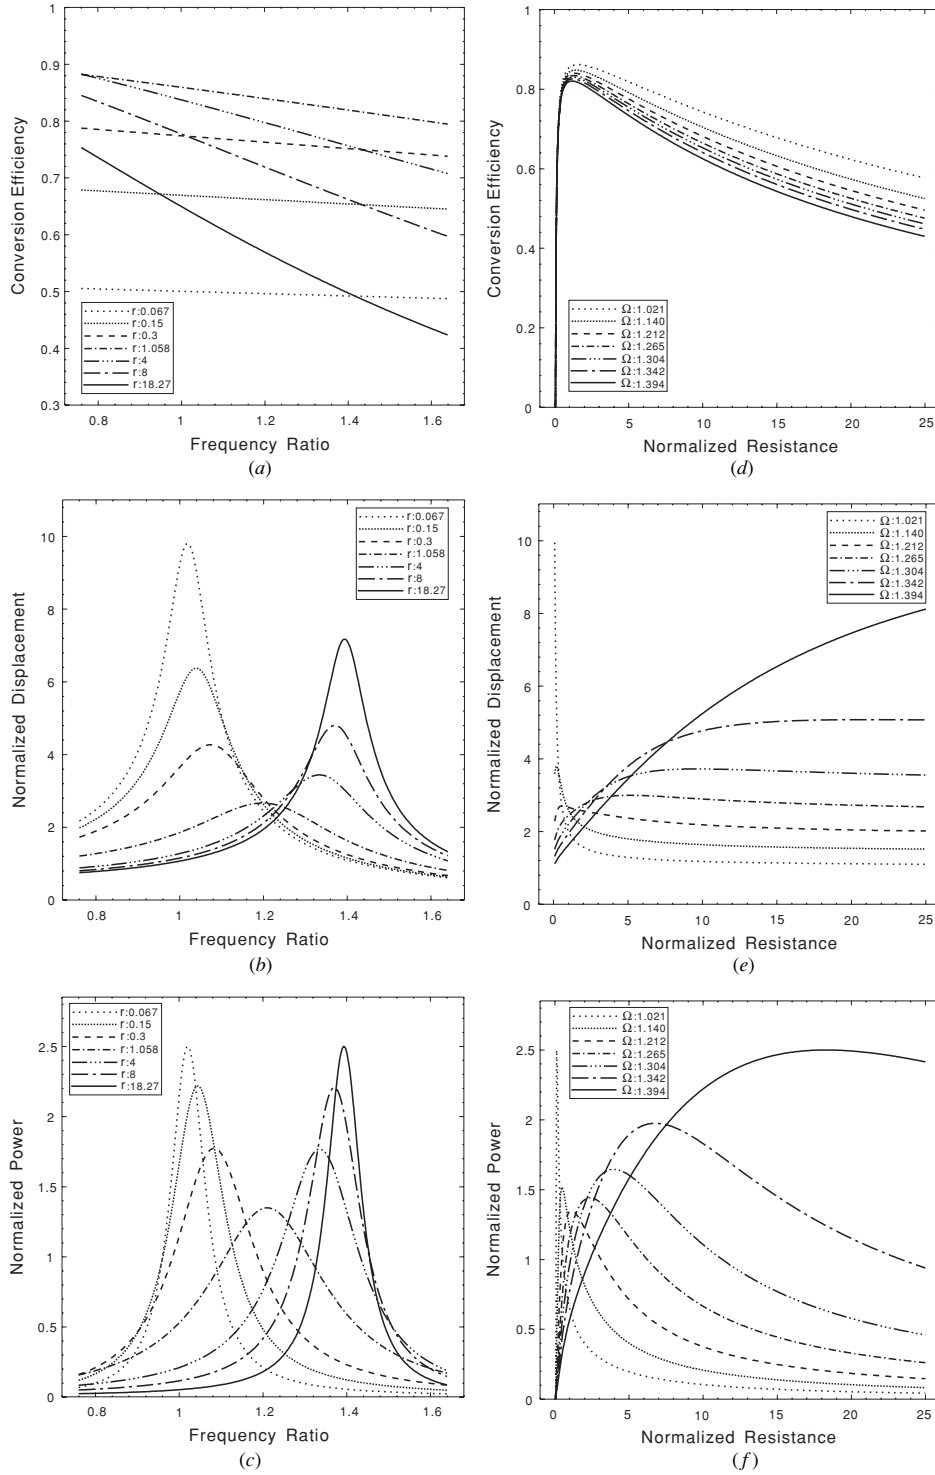 1
0.9
0.8
0.7
0.6
0.5
0.4
0.3
Conversion Efficiency
r:0.067
r:0.15
r:0.3
r:1.058
r:4
r:8
r:18.27
0.8
1
1.2
1.4
1.6
Frequency Ratio
(a)
1
0.8
0.6
0.4
0.2
0
Conversion Efficiency
Ω:1.021
Ω:1.140
Ω:1.212
Ω:1.265
Ω:1.304
Ω:1.342
Ω:1.394
0
5
10
15
20
25
Normalized Resistance
(d)
10
8
6
4
2
0
Normalized Displacement
r:0.067
r:0.15
r:0.3
r:1.058
r:4
r:8
r:18.27
0.8
1
1.2
1.4
1.6
Frequency Ratio
(b)
10
8
6
4
2
0
Normalized Displacement
Ω:1.021
Ω:1.140
Ω:1.212
Ω:1.265
Ω:1.304
Ω:1.342
Ω:1.394
0
5
10
15
20
25
Normalized Resistance
(e)
2.5
2
1.5
1
0.5
0
Normalized Power
r:0.067
r:0.15
r:0.3
r:1.058
r:4
r:8
r:18.27
0.8
1
1.2
1.4
1.6
Frequency Ratio
(c)
2.5
2
1.5
1
0.5
0
Normalized Power
Ω:1.021
Ω:1.140
Ω:1.212
Ω:1.265
Ω:1.304
Ω:1.342
Ω:1.394
0
5
10
15
20
25
Normalized Resistance
(f)